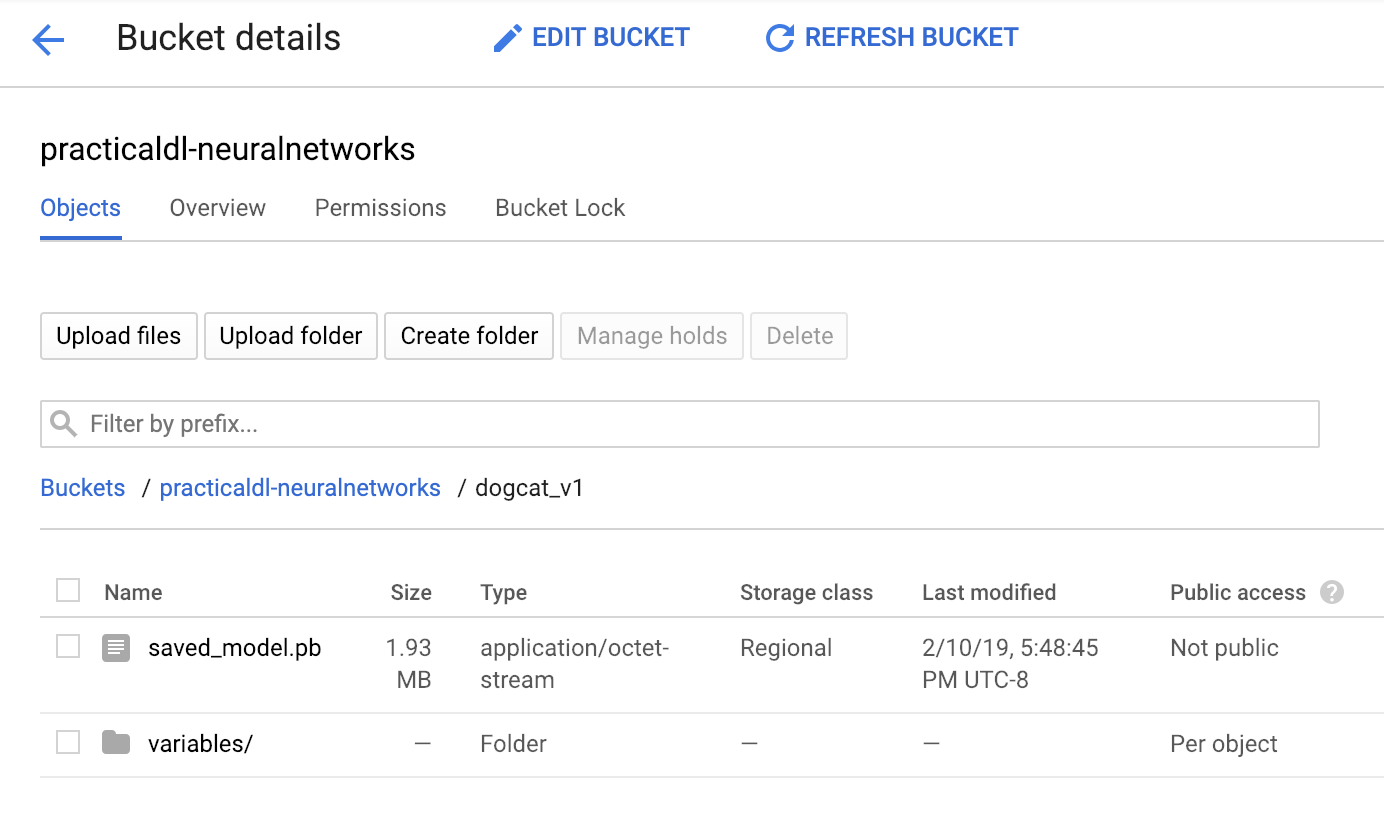 Bucket details EDIT BUCKET REFRESH BUCKET
practicaldl-neuralnetworks
Objects Overview Permissions Bucket Lock
Upload files Upload folder Create folder Manage holds Delete
Filter by prefix...
Buckets / practicaldl-neuralnetworks / dogcat_v1
Name Size Type Storage class Last modified Public access ?
saved_model.pb 1.93 application/octet- Regional 2/10/19, 5:48:45 Not public
MB stream PM UTC-8
variables/ — Folder — — Per object